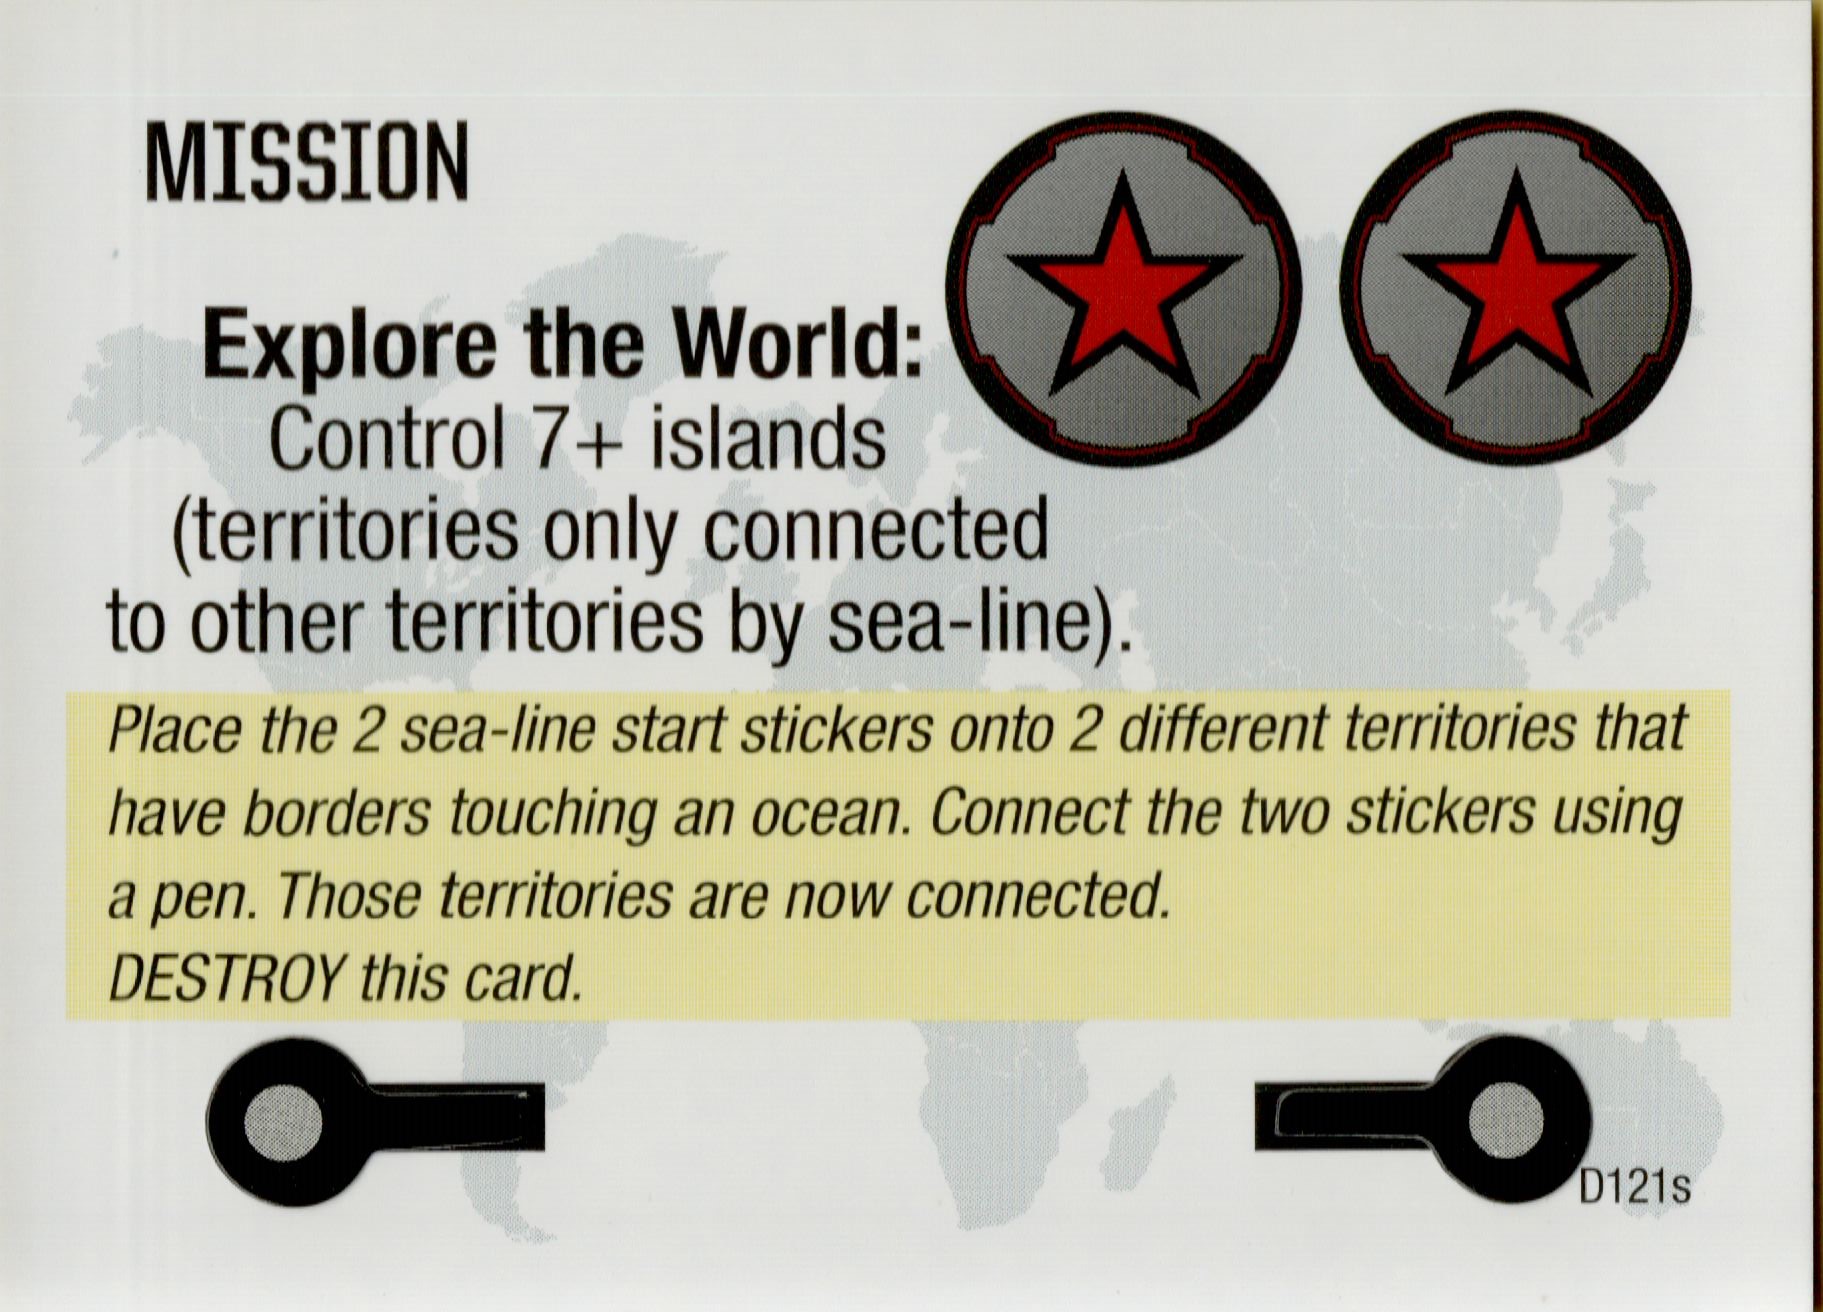 MISSION
Explore the World:
Control 7+ islands
(territories only connected
to other territories by sea-line).
Place the 2 sea-line start stickers onto 2 different territories that
have borders touching an ocean. Connect the two stickers using
a pen. Those territories are now connected.
DESTROY this card.
D121s